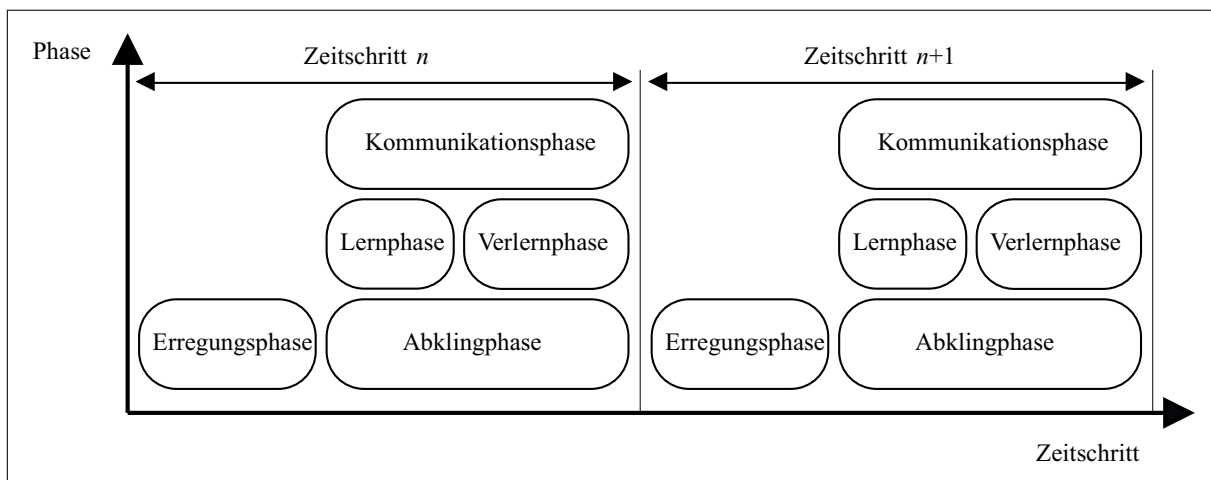 Phase
Zeitschritt n
Zeitschritt n+1
Kommunikationsphase
Kommunikationsphase
Lernphase
Verlernphase
Lernphase
Verlernphase
Erregungsphase
Abklingphase
Erregungsphase
Abklingphase
Zeitschritt